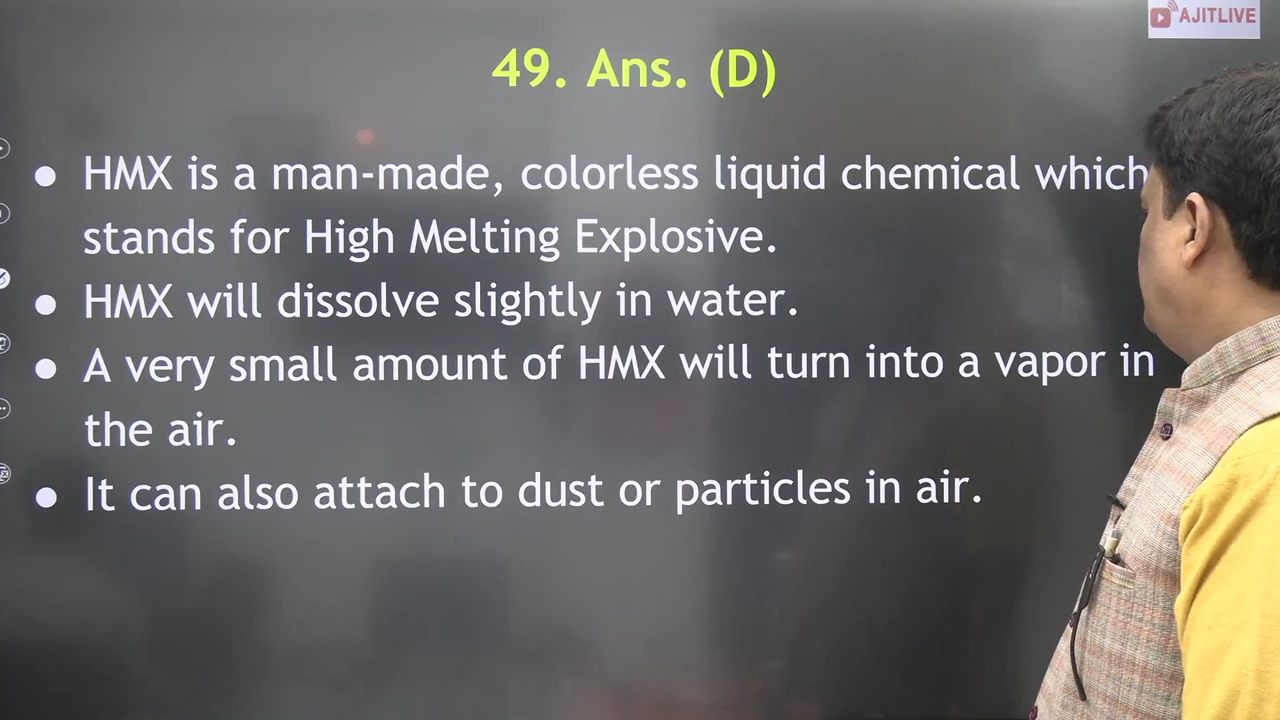 AJITLIVE
49. Ans. (D)
● HMX is a man-made, colorless liquid chemical which
stands for High Melting Explosive.
● HMX will dissolve slightly in water.
● A very small amount of HMX will turn into a vapor in
the air.
● It can also attach to dust or particles in air.